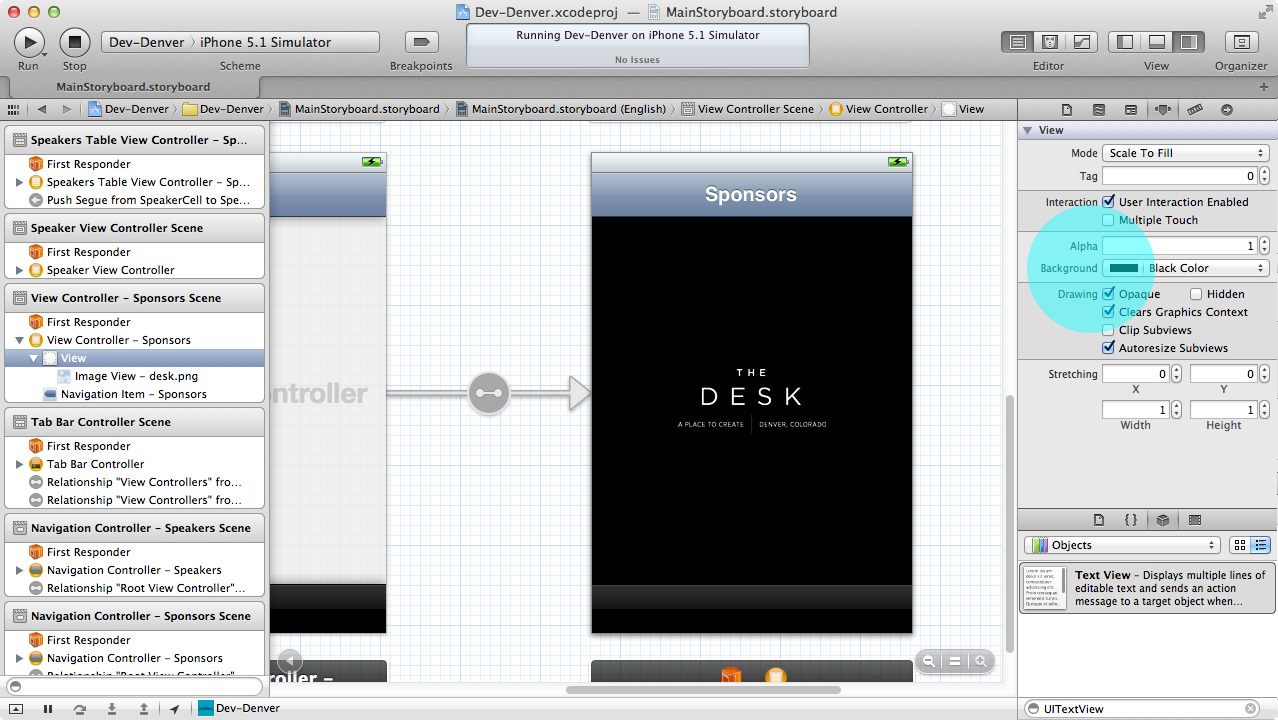 Dev-Denver.xcodeproj — MainStoryboard.storyboard
Run
Stop
Dev-Denver
iPhone 5.1 Simulator
Scheme
Breakpoints
Running Dev-Denver on iPhone 5.1 Simulator
No Issues
Editor
View
Organizer
MainStoryboard.storyboard
Dev-Denver
Dev-Denver
MainStoryboard.storyboard
MainStoryboard.storyboard (English)
View Controller Scene
View Controller
View
Speakers Table View Controller – Sp...
First Responder
Speakers Table View Controller – Sp...
Push Segue from SpeakerCell to Spe...
Speaker View Controller Scene
First Responder
Speaker View Controller
View Controller – Sponsors Scene
First Responder
View Controller – Sponsors
View
Image View – desk.png
Navigation Item – Sponsors
Tab Bar Controller Scene
First Responder
Tab Bar Controller
Relationship "View Controllers" fro...
Relationship "View Controllers" fro...
Navigation Controller – Speakers Scene
First Responder
Navigation Controller – Speakers
Relationship "Root View Controller"...
Navigation Controller – Sponsors Scene
First Responder
Navigation Controller – Sponsors
Relationship "Root View Controller"...
ontroller
roller –
Sponsors
THE
DESK
A PLACE TO CREATE
DENVER, COLORADO
View
Mode
Scale To Fill
Tag
0
Interaction
User Interaction Enabled
Multiple Touch
Alpha
1
Background
Black Color
Drawing
Opaque
Hidden
Clears Graphics Context
Clip Subviews
Autoresize Subviews
Stretching
0
0
X
Y
1
1
Width
Height
{ }
Objects
Text View – Displays multiple lines of
editable text and sends an action
message to a target object when...
Dev-Denver
UITextView